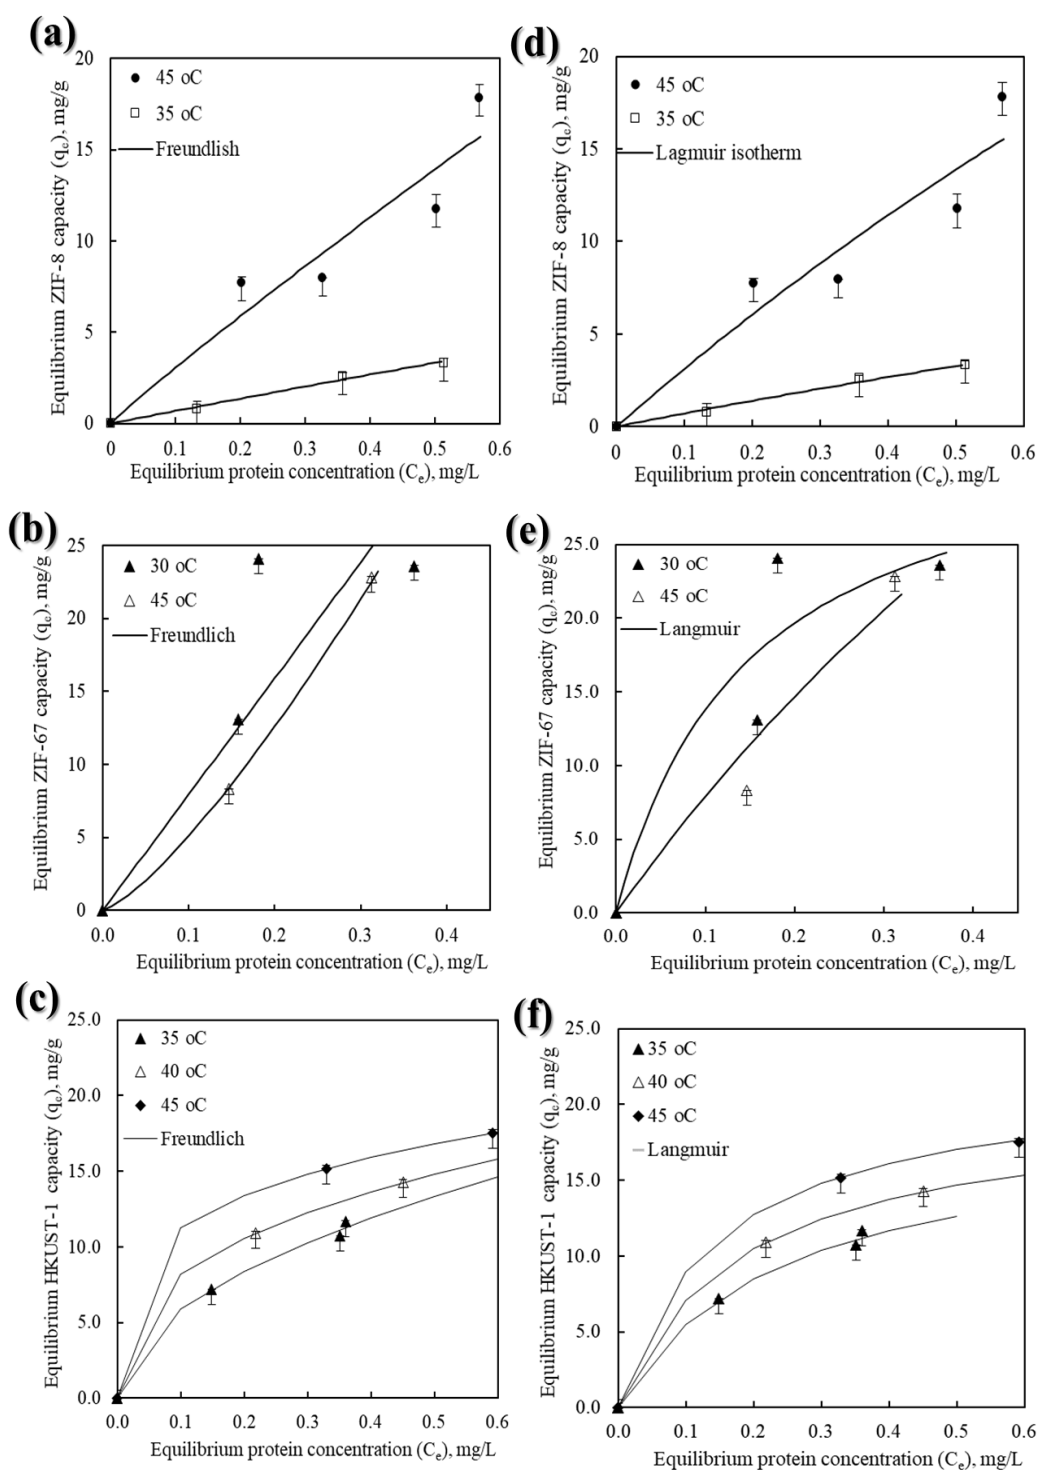 (a)
Equilibrium ZIF-8 capacity (qe), mg/g
20
15
10
5
0
45 oC
35 oC
Freundlish
0
0.1
0.2
0.3
0.4
0.5
0.6
Equilibrium protein concentration (Ce), mg/L
(d)
Equilibrium ZIF-8 capacity (qe), mg/g
20
15
10
5
0
45 oC
35 oC
Lagmuir isotherm
0
0.1
0.2
0.3
0.4
0.5
0.6
Equilibrium protein concentration (Ce), mg/L
(b)
Equilibrium ZIF-67 capacity (qe), mg/g
25
20
15
10
5
0
30 oC
45 oC
Freundlich
0.0
0.1
0.2
0.3
0.4
Equilibrium protein concentration (Ce), mg/L
(e)
Equilibrium ZIF-67 capacity (qe), mg/g
25.0
20.0
15.0
10.0
5.0
0.0
30 oC
45 oC
Langmuir
0.0
0.1
0.2
0.3
0.4
Equilibrium protein concentration (Ce), mg/L
(c)
Equilibrium HKUST-1 capacity (qe), mg/g
25.0
20.0
15.0
10.0
5.0
0.0
35 oC
40 oC
45 oC
Freundlich
0.0
0.1
0.2
0.3
0.4
0.5
0.6
Equilibrium protein concentration (Ce), mg/L
(f)
Equilibrium HKUST-1 capacity (qe), mg/g
25.0
20.0
15.0
10.0
5.0
0.0
35 oC
40 oC
45 oC
Langmuir
0.0
0.1
0.2
0.3
0.4
0.5
0.6
Equilibrium protein concentration (Ce), mg/L